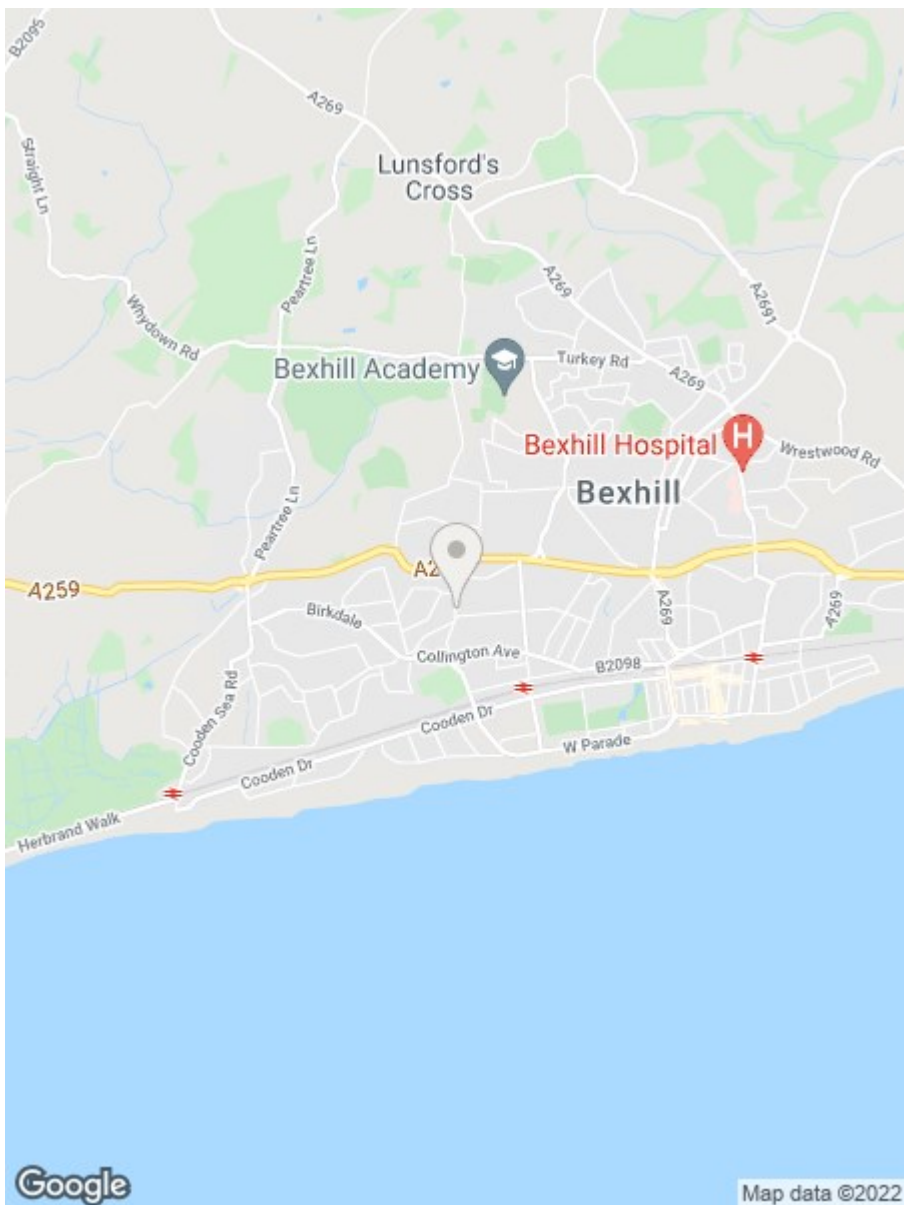 B2095
A269
Lunsford's
Cross
Straight Ln
Peartree Ln
A269
A2691
Whydown Rd
Bexhill Academy
Turkey Rd
A269
Bexhill Hospital
H
Wrestwood Rd
Bexhill
Peartree Ln
A259
A2
Birkdale
A269
A269
Collington Ave
B2098
Cooden Sea Rd
Cooden Dr
W Parade
Cooden Dr
Herbrand Walk
Google
Map data ©2022